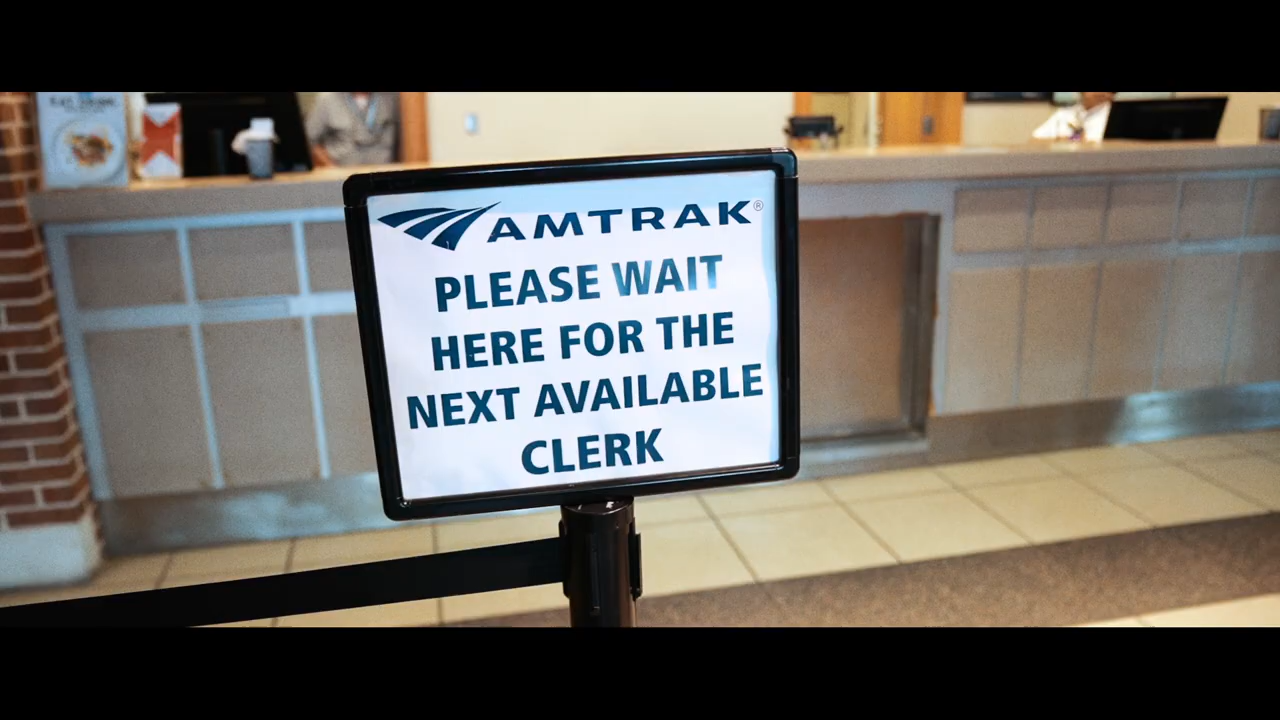 AMTRAK®
PLEASE WAIT
HERE FOR THE
NEXT AVAILABLE
CLERK